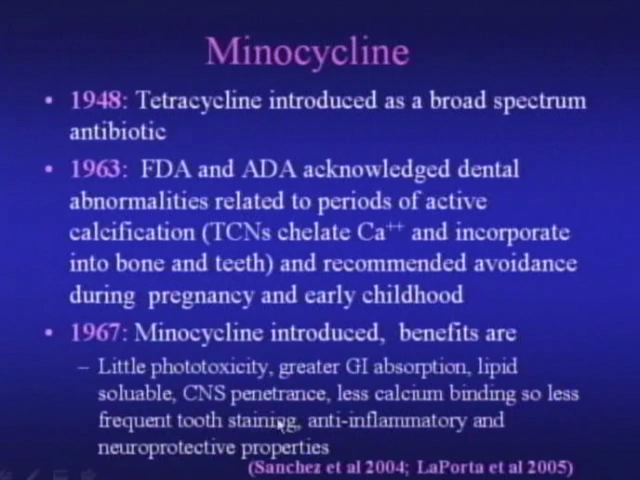 Minocycline
• 1948: Tetracycline introduced as a broad spectrum
antibiotic
• 1963: FDA and ADA acknowledged dental
abnormalities related to periods of active
calcification (TCNs chelate Ca⁺⁺ and incorporate
into bone and teeth) and recommended avoidance
during pregnancy and early childhood
• 1967: Minocycline introduced, benefits are
– Little phototoxicity, greater GI absorption, lipid
soluable, CNS penetrance, less calcium binding so less
frequent tooth staining, anti-inflammatory and
neuroprotective properties
(Sanchez et al 2004; LaPorta et al 2005)